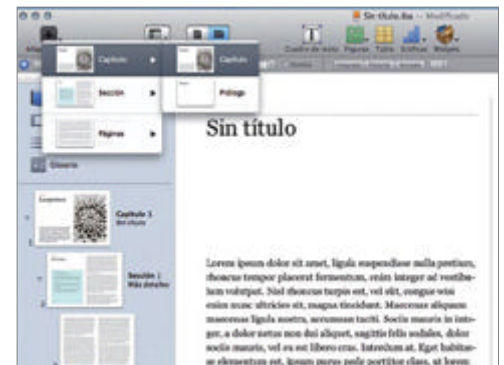 Sin título.iba — Modificado
Cuadro de texto Figuras Tabla Gráficas Widgets
Capítulo
Capítulo
Sección
Prólogo
Páginas
Glosario
Sin título
Capítulo 1
Sin título
Sección 1
Más detalles
Lorem ipsum dolor sit amet, ligula suspendisse nulla pretium,
rhoncus tempor placerat fermentum, enim integer ad vestibu-
lum volutpat. Nisl rhoncus turpis est, vel elit, congue wisi
enim nunc ultricies sit, magna tincidunt. Maecenas aliquam
maecenas ligula nostra, accumsan taciti. Sociis mauris in inte-
ger, a dolor netus non dui aliquet, sagittis felis sodales, dolor
sociis mauris, vel eu est libero cras. Interdum at. Eget habitas-
se elementum est, ipsum purus pede porttitor class, ut lorem